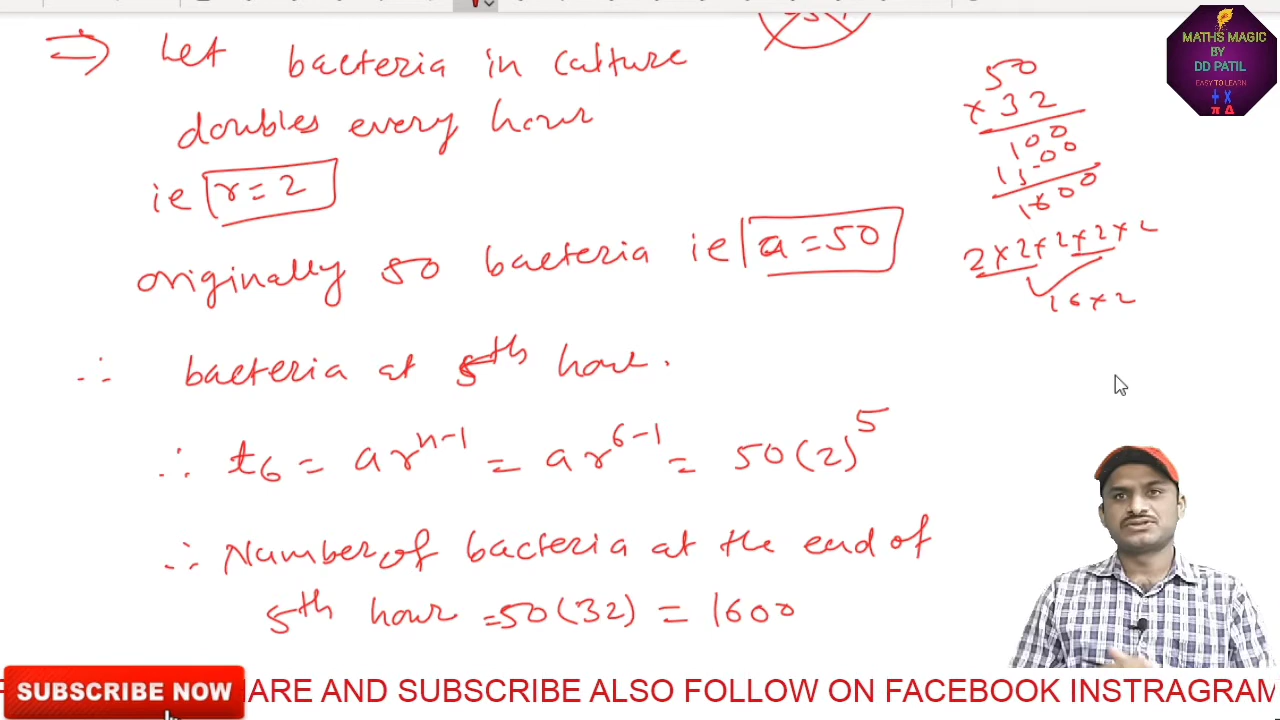 ⇒ Let bacteria in culture
doubles every hour
ie r = 2
originally 50 bacteria ie a = 50
∴ bacteria at 5th hour.
∴ t6 = ar^n-1 = ar^6-1 = 50(2)^5
∴ Number of bacteria at the end of
5th hour = 50(32) = 1600
50
× 32
100
1500
1600
2×2×2×2×2
16×2
MATHS MAGIC
BY
DD PATIL
EASY TO LEARN
+ X
π Δ
SUBSCRIBE NOW
ARE AND SUBSCRIBE ALSO FOLLOW ON FACEBOOK INSTRAGRAM